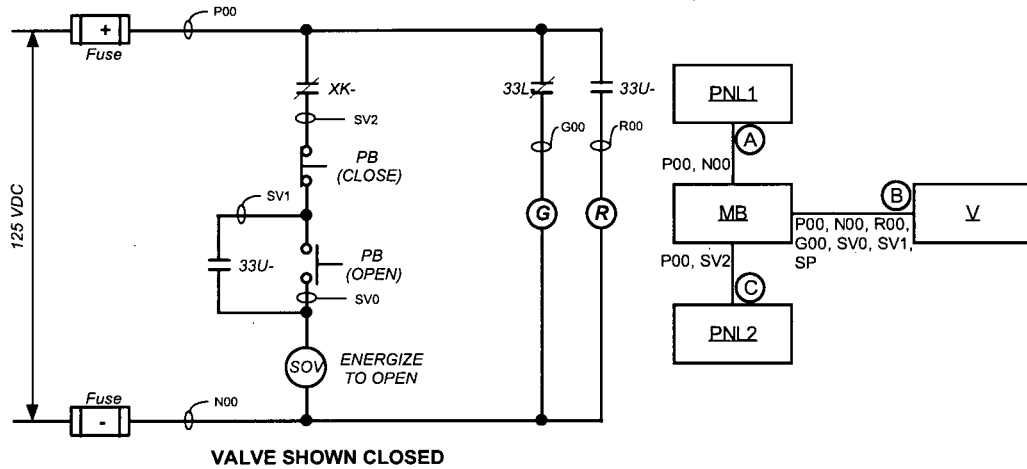 P00
+
Fuse
125 VDC
XK-
SV2
PB
(CLOSE)
SV1
33U-
PB
(OPEN)
SV0
SOV
ENERGIZE
TO OPEN
33L-
G00
G
33U-
R00
R
Fuse
-
N00
VALVE SHOWN CLOSED
PNL1
A
P00, N00
MB
B
V
P00, N00, R00,
G00, SV0, SV1,
SP
P00, SV2
C
PNL2